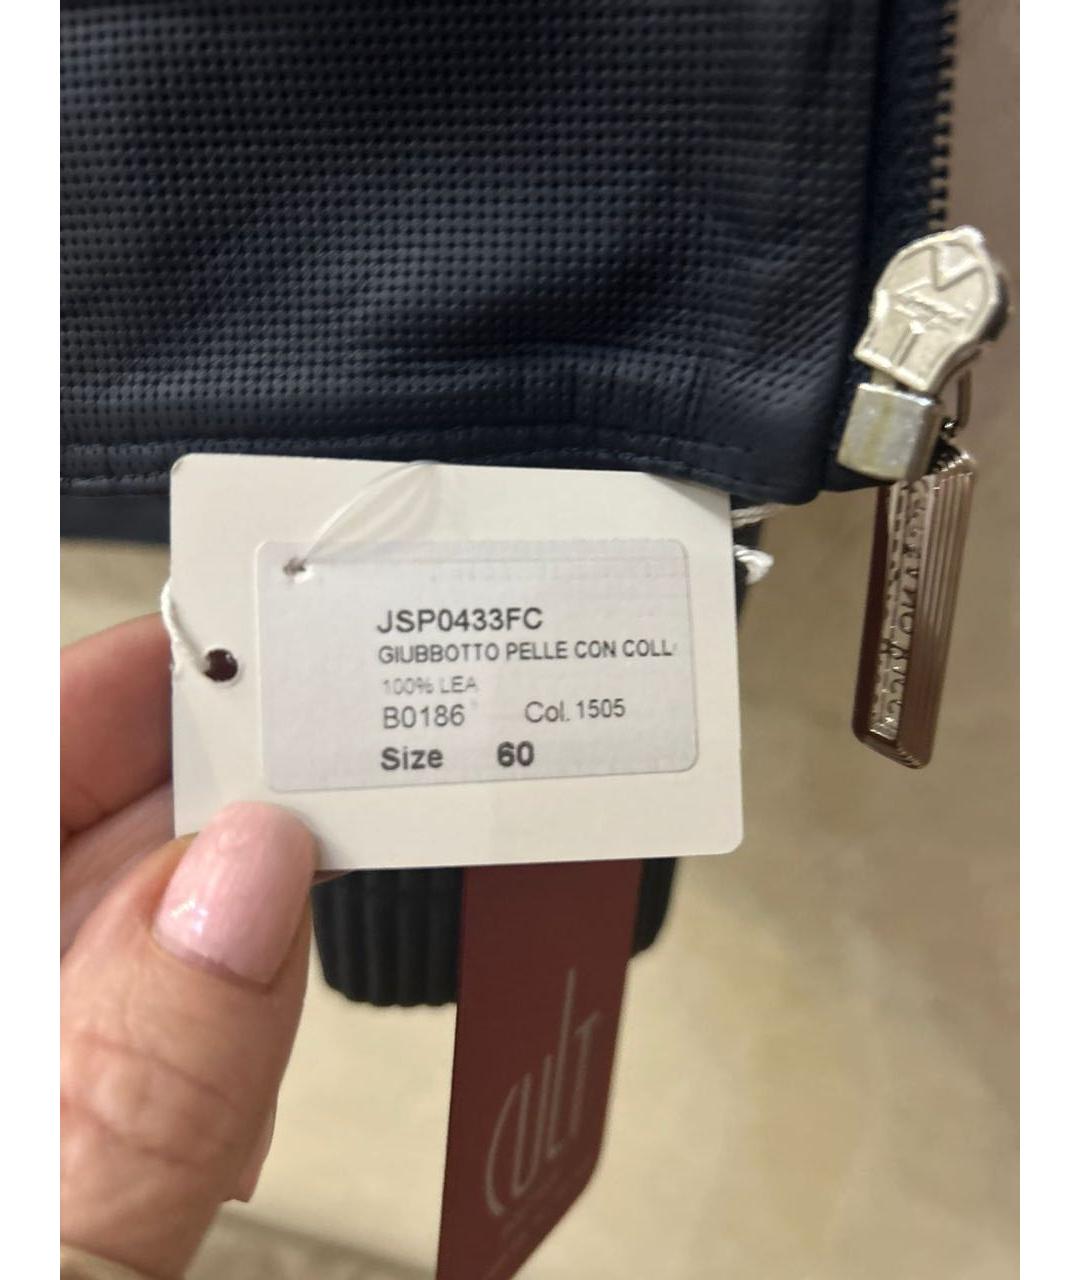 JSP0433FC
GIUBBOTTO PELLE CON COLL
100% LEA
B0186 Col. 1505
Size 60
CULT